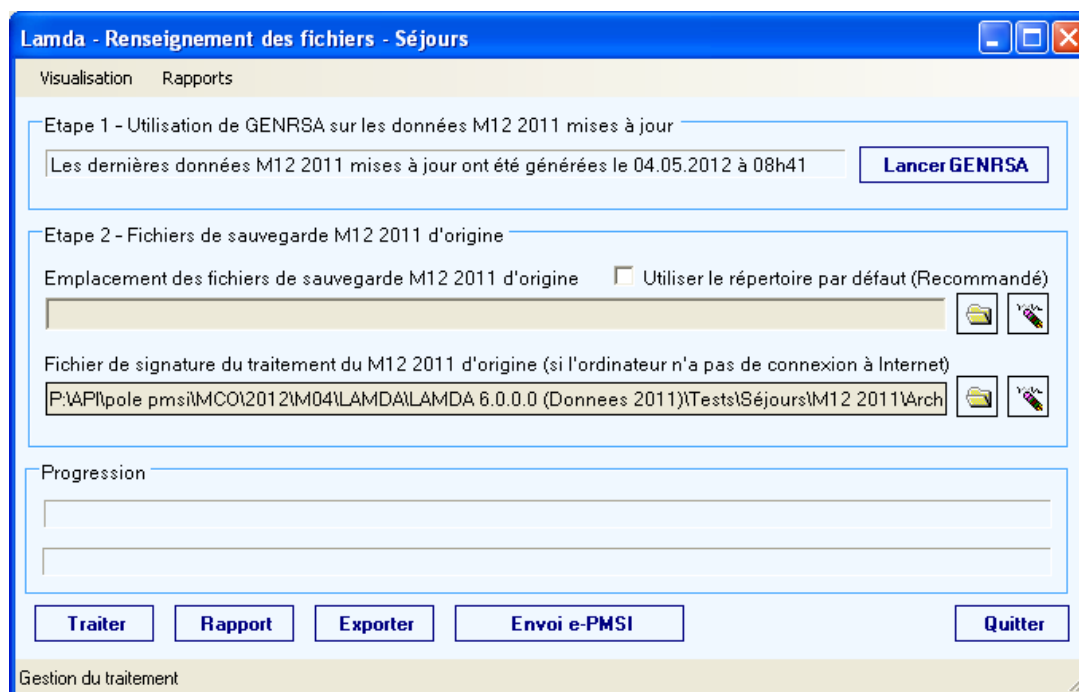 Lamda - Renseignement des fichiers - Séjours
Visualisation Rapports
Etape 1 - Utilisation de GENRSA sur les données M12 2011 mises à jour
Les dernières données M12 2011 mises à jour ont été générées le 04.05.2012 à 08h41 Lancer GENRSA
Etape 2 - Fichiers de sauvegarde M12 2011 d'origine
Emplacement des fichiers de sauvegarde M12 2011 d'origine Utiliser le répertoire par défaut (Recommandé)
Fichier de signature du traitement du M12 2011 d'origine (si l'ordinateur n'a pas de connexion à Internet)
P:\API\pole pmsi\MCO\2012\M04\LAMDA\LAMDA 6.0.0.0 (Donnees 2011)\Tests\Séjours\M12 2011\Arch
Progression
Traiter Rapport Exporter Envoi e-PMSI Quitter
Gestion du traitement